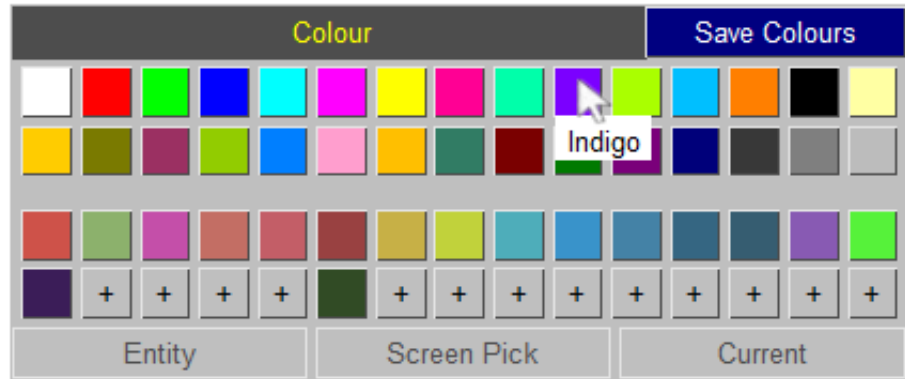 Colour
Save Colours
Indigo
+ + + + + + + + + + + + +
Entity
Screen Pick
Current